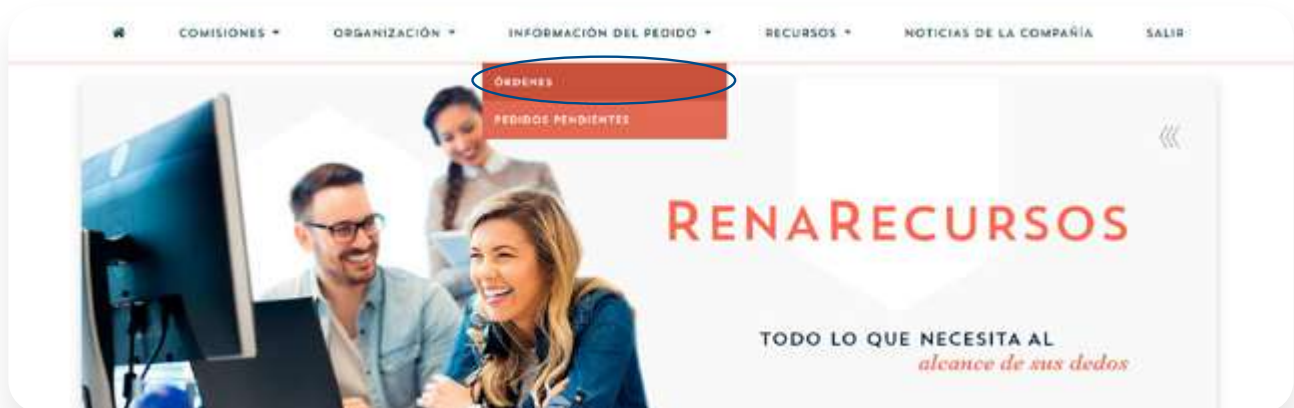 COMISIONES
ORGANIZACIÓN
INFORMACIÓN DEL PEDIDO
RECURSOS
NOTICIAS DE LA COMPAÑÍA
SALIR
ÓRDENES
PEDIDOS PENDIENTES
RENARECURSOS
TODO LO QUE NECESITA AL
alcance de sus dedos